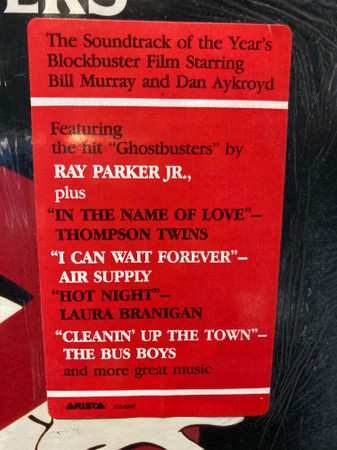 ERS
The Soundtrack of the Year's
Blockbuster Film Starring
Bill Murray and Dan Aykroyd
Featuring
the hit "Ghostbusters" by
RAY PARKER JR.,
plus
"IN THE NAME OF LOVE"–
THOMPSON TWINS
"I CAN WAIT FOREVER"–
AIR SUPPLY
"HOT NIGHT"–
LAURA BRANIGAN
"CLEANIN' UP THE TOWN"–
THE BUS BOYS
and more great music
ARISTA